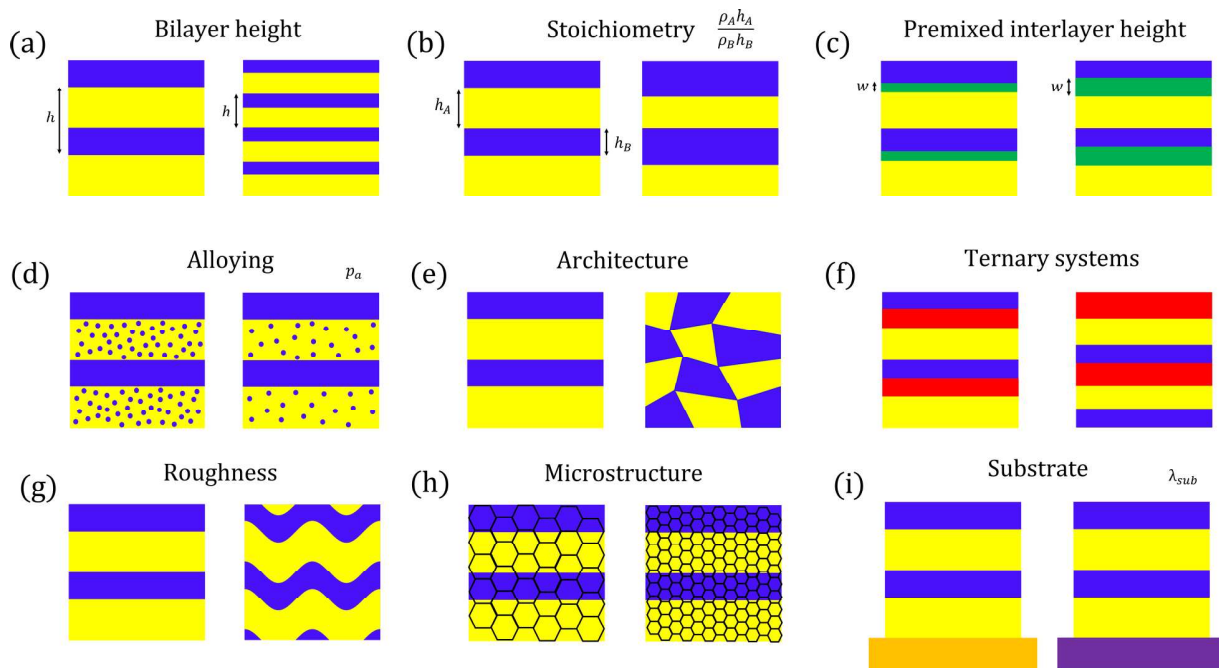 (a) Bilayer height
h
h
(b) Stoichiometry ρ_A h_A / ρ_B h_B
h_A
h_B
(c) Premixed interlayer height
w
w
(d) Alloying p_a
(e) Architecture
(f) Ternary systems
(g) Roughness
(h) Microstructure
(i) Substrate λ_sub